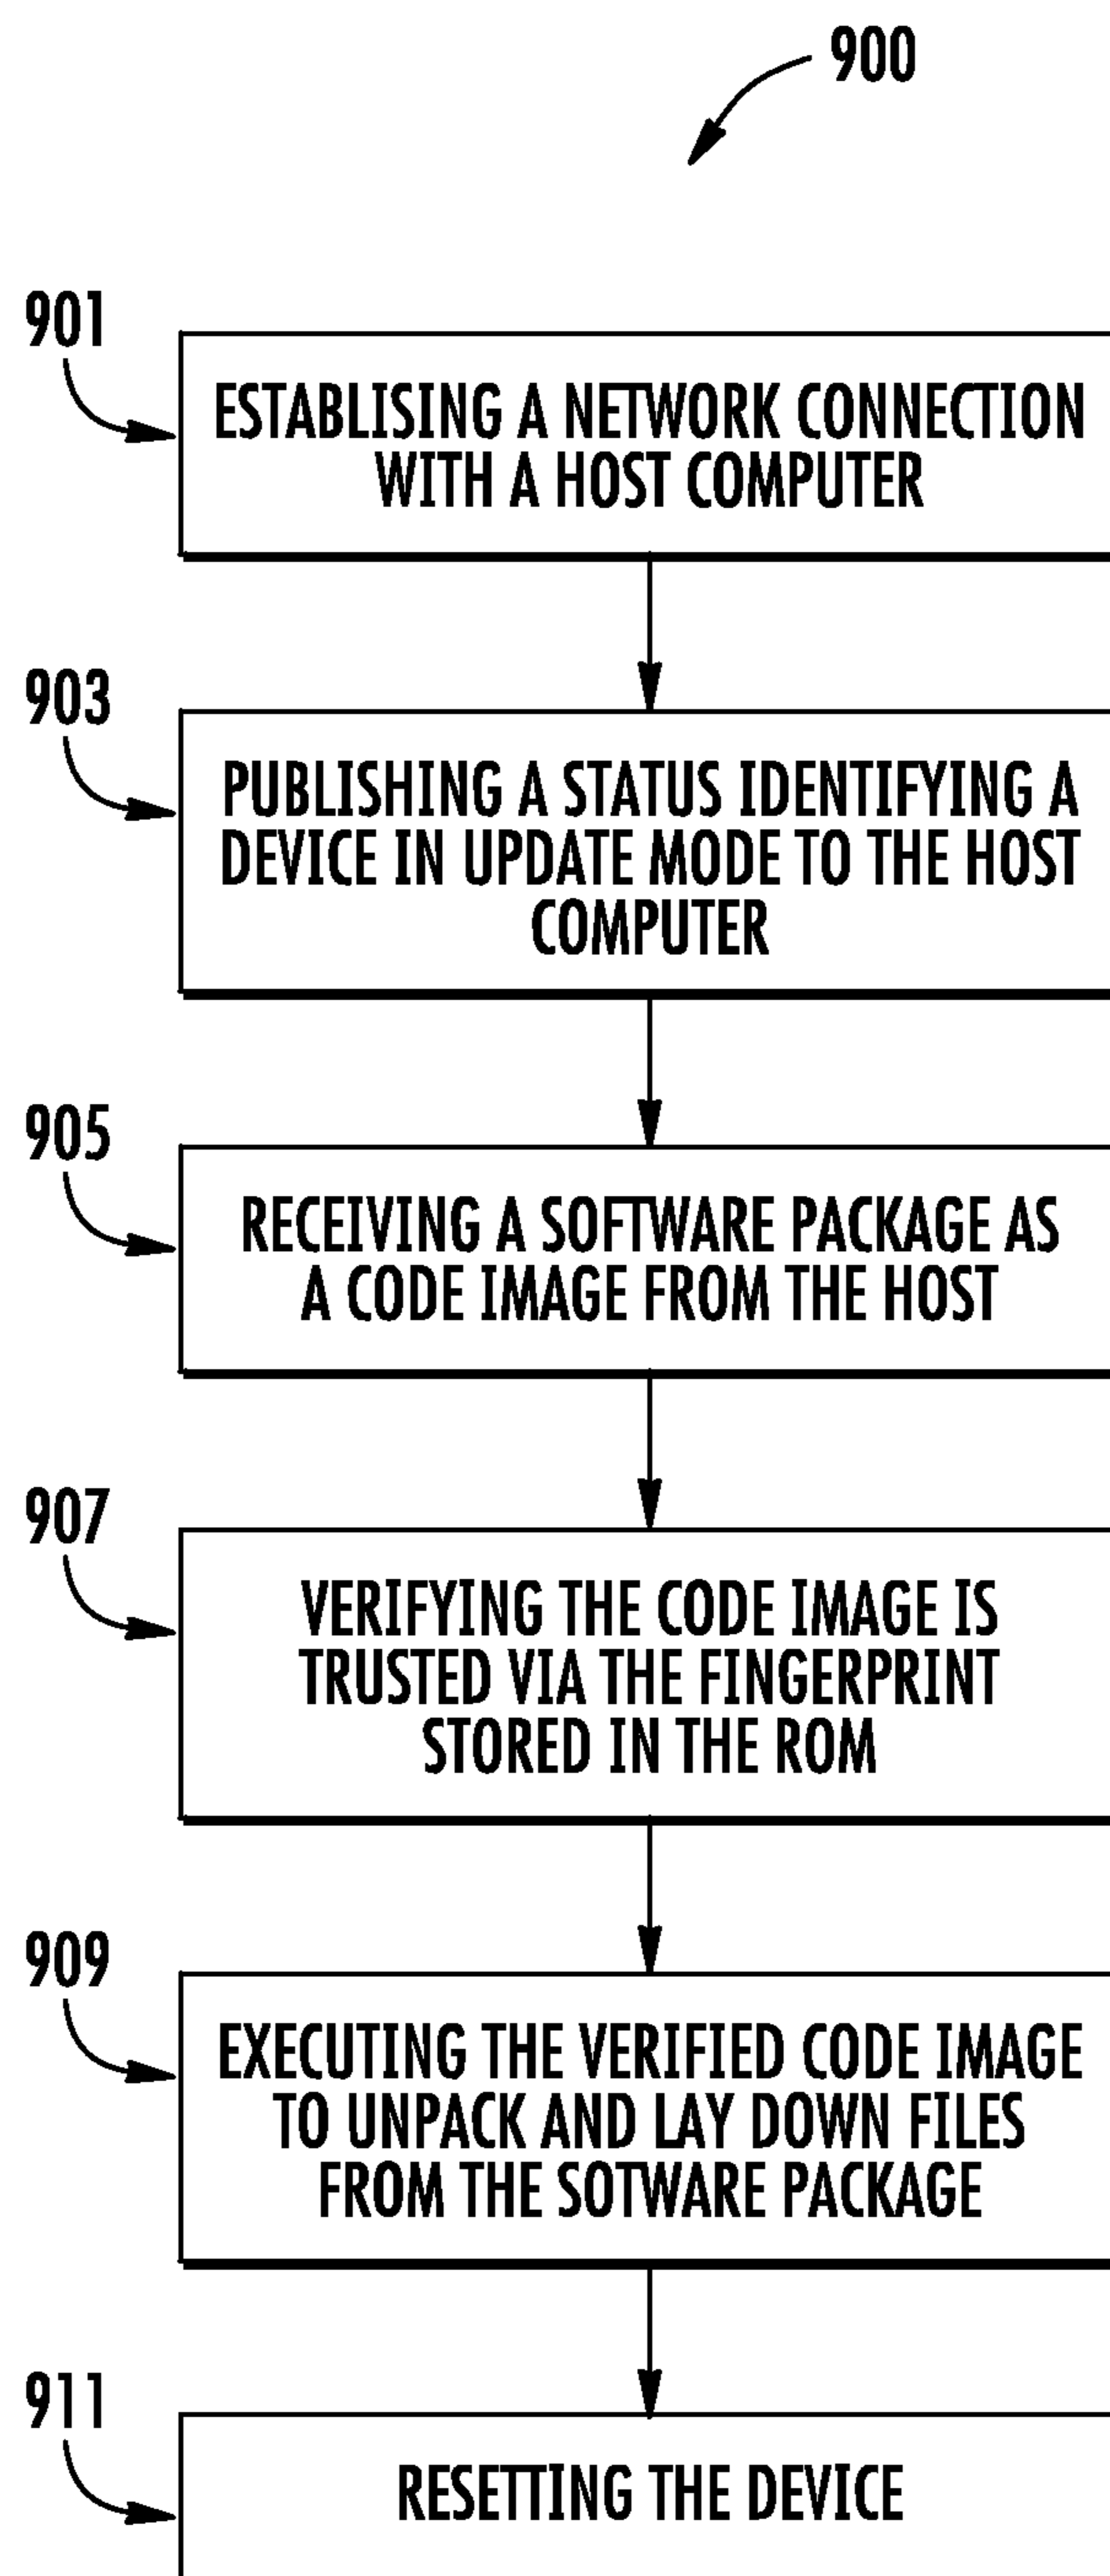 900
901
ESTABLISING A NETWORK CONNECTION
WITH A HOST COMPUTER
903
PUBLISHING A STATUS IDENTIFYING A
DEVICE IN UPDATE MODE TO THE HOST
COMPUTER
905
RECEIVING A SOFTWARE PACKAGE AS
A CODE IMAGE FROM THE HOST
907
VERIFYING THE CODE IMAGE IS
TRUSTED VIA THE FINGERPRINT
STORED IN THE ROM
909
EXECUTING THE VERIFIED CODE IMAGE
TO UNPACK AND LAY DOWN FILES
FROM THE SOTWARE PACKAGE
911
RESETTING THE DEVICE